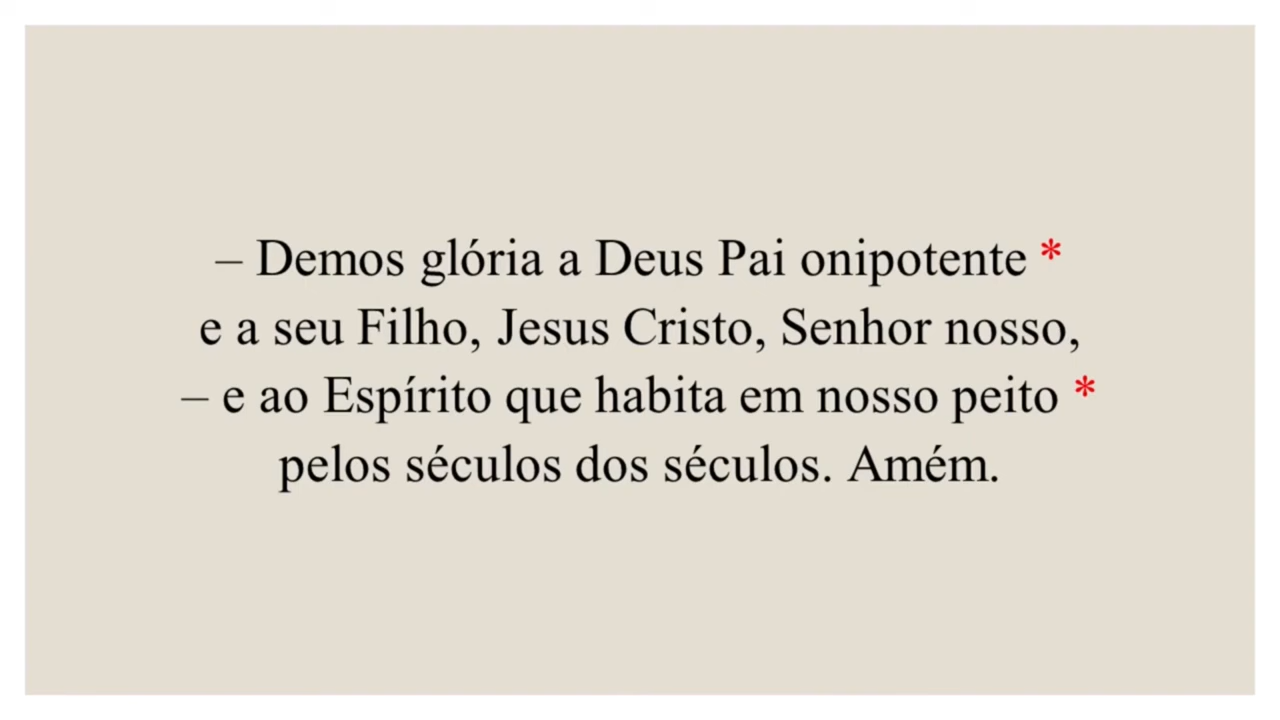 – Demos glória a Deus Pai onipotente *
e a seu Filho, Jesus Cristo, Senhor nosso,
– e ao Espírito que habita em nosso peito *
pelos séculos dos séculos. Amém.